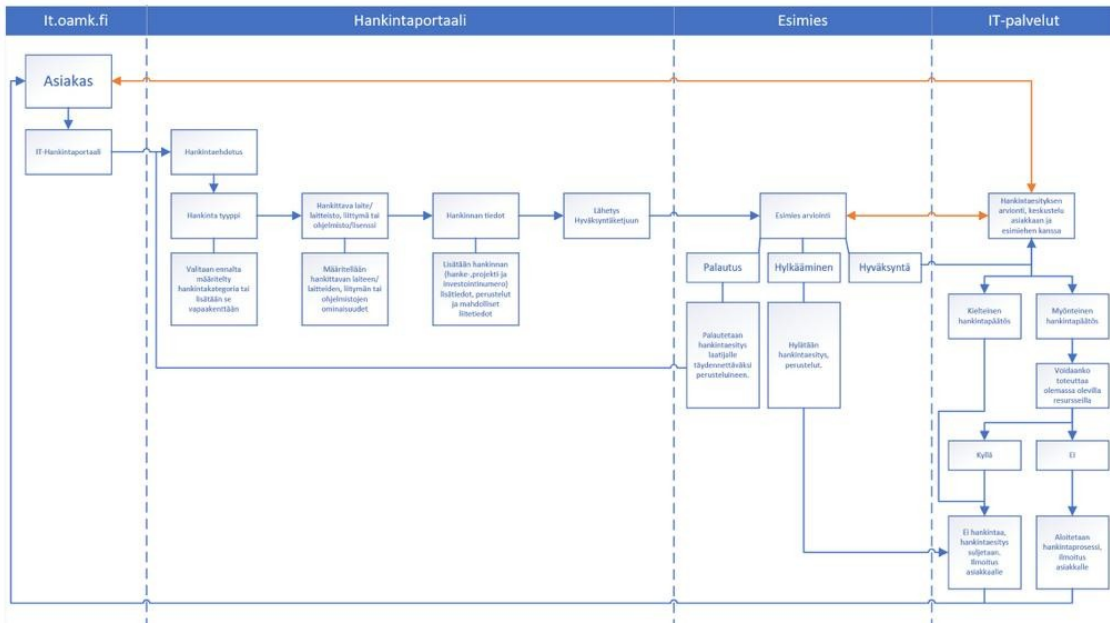 It.oamk.fi
Hankintaportaali
Esimies
IT-palvelut
Asiakas
IT-Hankintaportaali
Hankintaehdotus
Hankinta tyyppi
Hankittava laite/
laitteisto, liittymä tai
ohjelmisto/lisenssi
Hankinnan tiedot
Lähetys
Hyväksyntäketjuun
Esimies arviointi
Hankintaesityksen
arvionti, keskustelu
asiakkaan ja
esimiehen kanssa
Valitaan ennalta
määritelty
hankintakategoria tai
lisätään se
vapaakenttään
Määritellään
hankittavan laiteen/
laitteiden, liitymän tai
ohjelmistojen
ominaisuudet
Lisätään hankinnan
(hanke ,projekti ja
investointinumero)
lisätiedot, perustelut
ja mahdolliset
liitetiedot
Palautus
Hylkääminen
Hyväksyntä
Palautetaan
hankintaesitys
laatijalle
täydennettäväksi
perusteluineen.
Hylätään
hankintaesitys,
perustelut.
Kielteinen
hankintapäätös
Myönteinen
hankintapäätös
Voidaanko
toteuttaa
olemassa olevilla
resursseilla
Kyllä
EI
Ei hankintaa,
hankintaesitys
suljetaan.
Ilmoitus
asiakkaalle
Aloitetaan
hankintaprosessi,
ilmoitus
asiakkalle